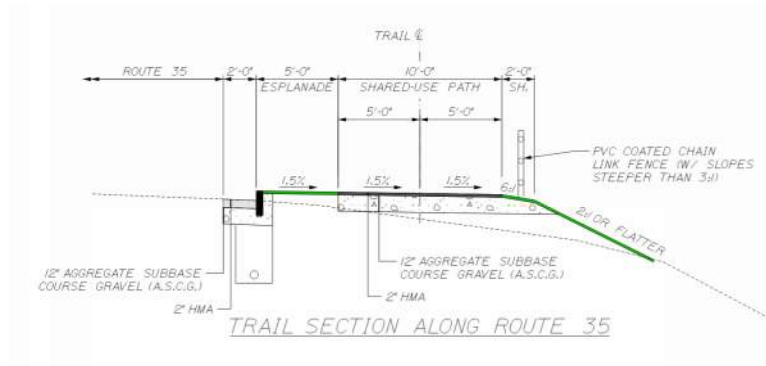 TRAIL ℄
ROUTE 35 2'-0" 5'-0" 10'-0" 2'-0"
ESPLANADE SHARED-USE PATH SH.
5'-0" 5'-0"
PVC COATED CHAIN
LINK FENCE (W/ SLOPES
STEEPER THAN 3:1)
1.5% 1.5% 1.5% 6:1
2:1 OR FLATTER
12" AGGREGATE SUBBASE
COURSE GRAVEL (A.S.C.G.)
12" AGGREGATE SUBBASE
COURSE GRAVEL (A.S.C.G.)
2" HMA
2" HMA
TRAIL SECTION ALONG ROUTE 35